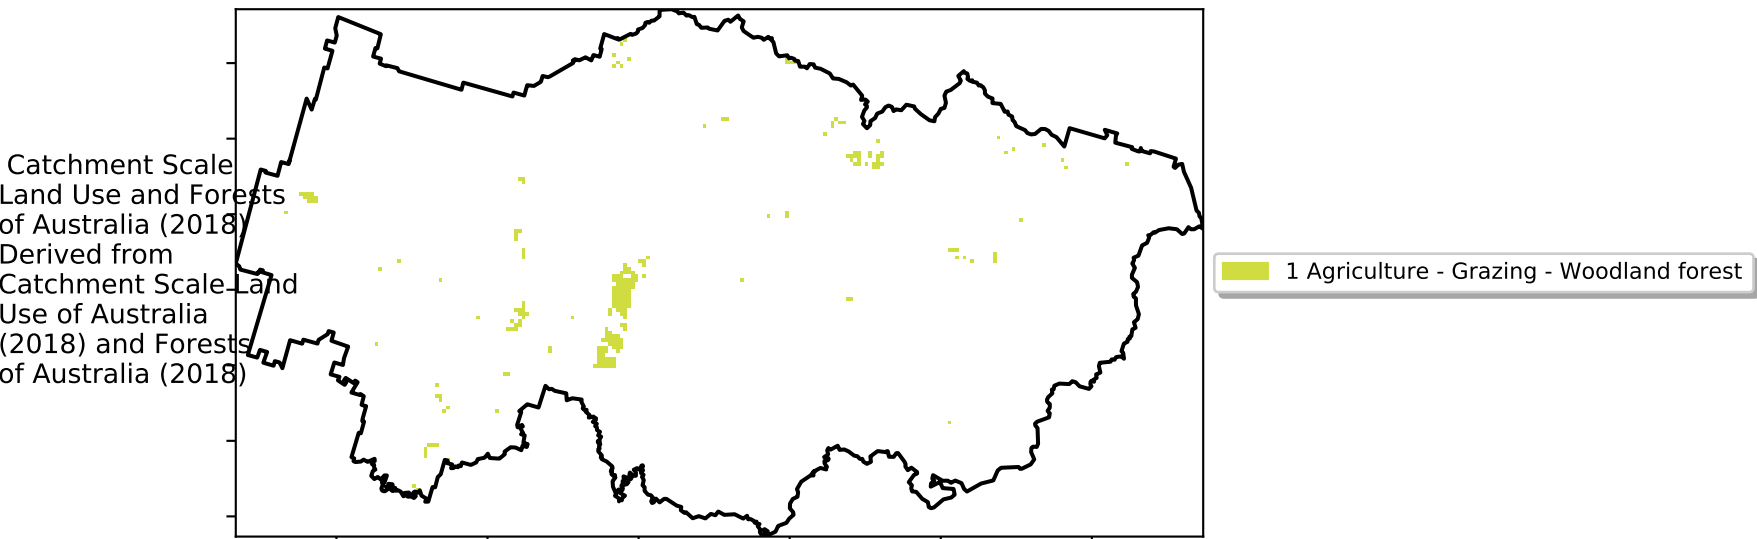 Catchment Scale
Land Use and Forests
of Australia (2018)
Derived from
Catchment Scale Land
Use of Australia
(2018) and Forests
of Australia (2018)
1 Agriculture - Grazing - Woodland forest